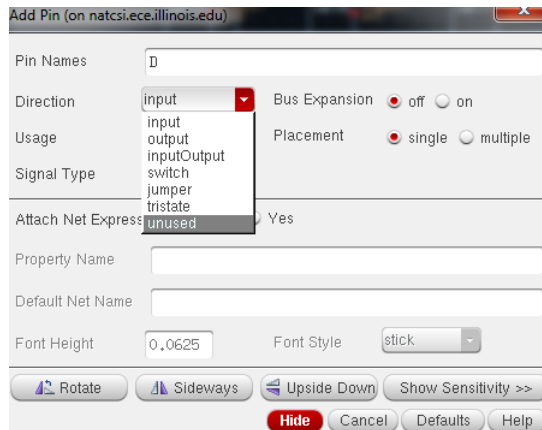 Add Pin (on natcsi.ece.illinois.edu)
Pin Names D
Direction input Bus Expansion off on
input
output
Usage Placement single multiple
inputOutput
switch
Signal Type
jumper
tristate
Attach Net Express unused Yes
Property Name
Default Net Name
Font Height 0.0625 Font Style stick
Rotate Sideways Upside Down Show Sensitivity >>
Hide Cancel Defaults Help